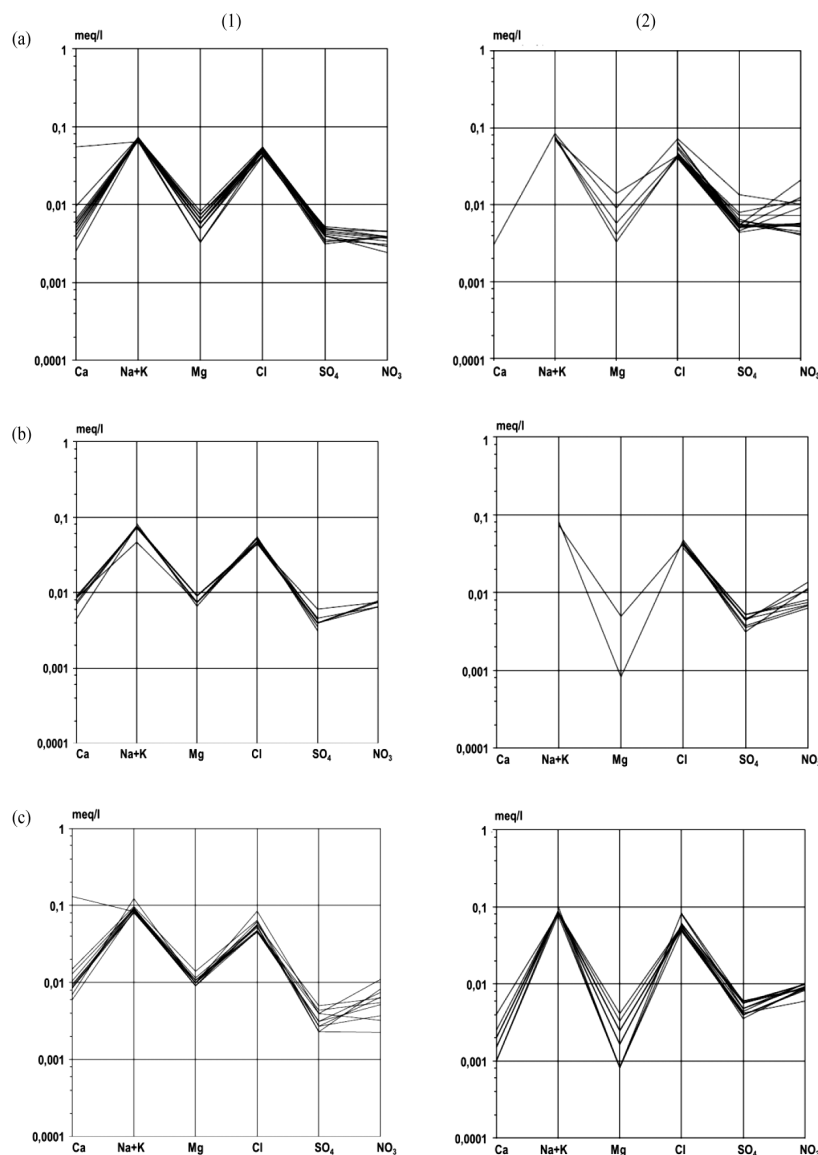 (1) (2)
(a)
meq/l
1
0,1
0,01
0,001
0,0001
Ca Na+K Mg Cl SO₄ NO₃
meq/l
1
0,1
0,01
0,001
0,0001
Ca Na+K Mg Cl SO₄ NO₃
(b)
meq/l
1
0,1
0,01
0,001
0,0001
Ca Na+K Mg Cl SO₄ NO₃
meq/l
1
0,1
0,01
0,001
0,0001
Ca Na+K Mg Cl SO₄ NO₃
(c)
meq/l
1
0,1
0,01
0,001
0,0001
Ca Na+K Mg Cl SO₄ NO₃
meq/l
1
0,1
0,01
0,001
0,0001
Ca Na+K Mg Cl SO₄ NO₃